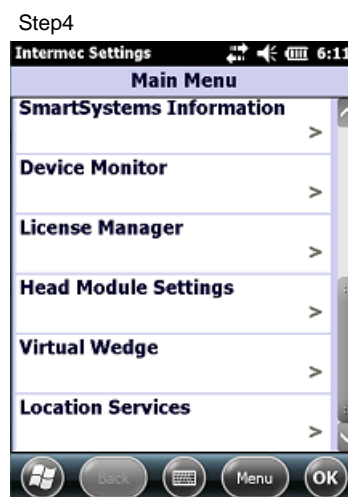 Step4
Intermec Settings 6:11
Main Menu
SmartSystems Information
>
Device Monitor
>
License Manager
>
Head Module Settings
>
Virtual Wedge
>
Location Services
>
Back Menu OK